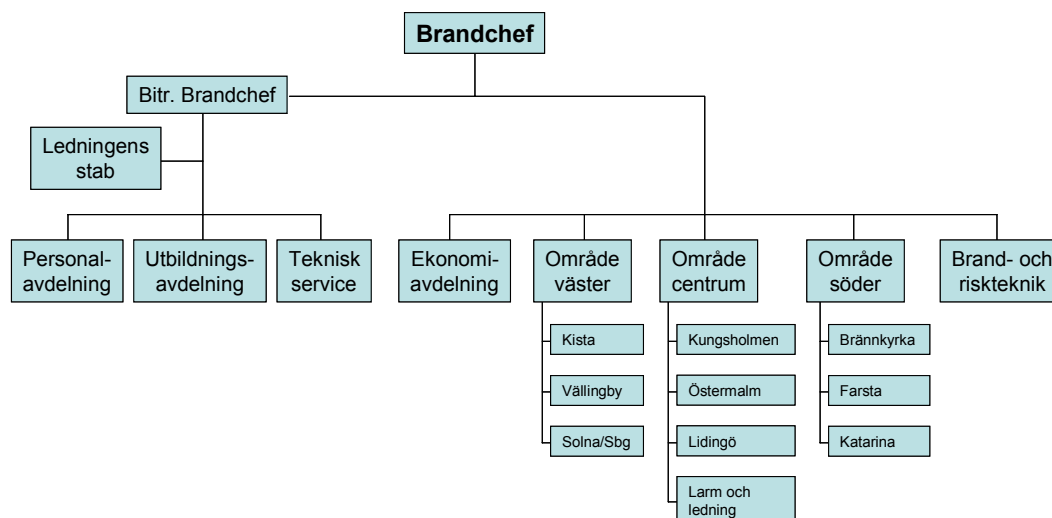 Brandchef
Bitr. Brandchef
Ledningens
stab
Personal-
avdelning
Utbildnings-
avdelning
Teknisk
service
Ekonomi-
avdelning
Område
väster
Område
centrum
Område
söder
Brand- och
riskteknik
Kista
Vällingby
Solna/Sbg
Kungsholmen
Östermalm
Lidingö
Larm och
ledning
Brännkyrka
Farsta
Katarina